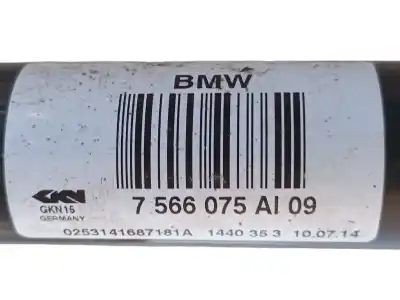 BMW
7 566 075 AI 09
GKN
GKN15
GERMANY
0253141687181A 1440 35 3 10.07.14